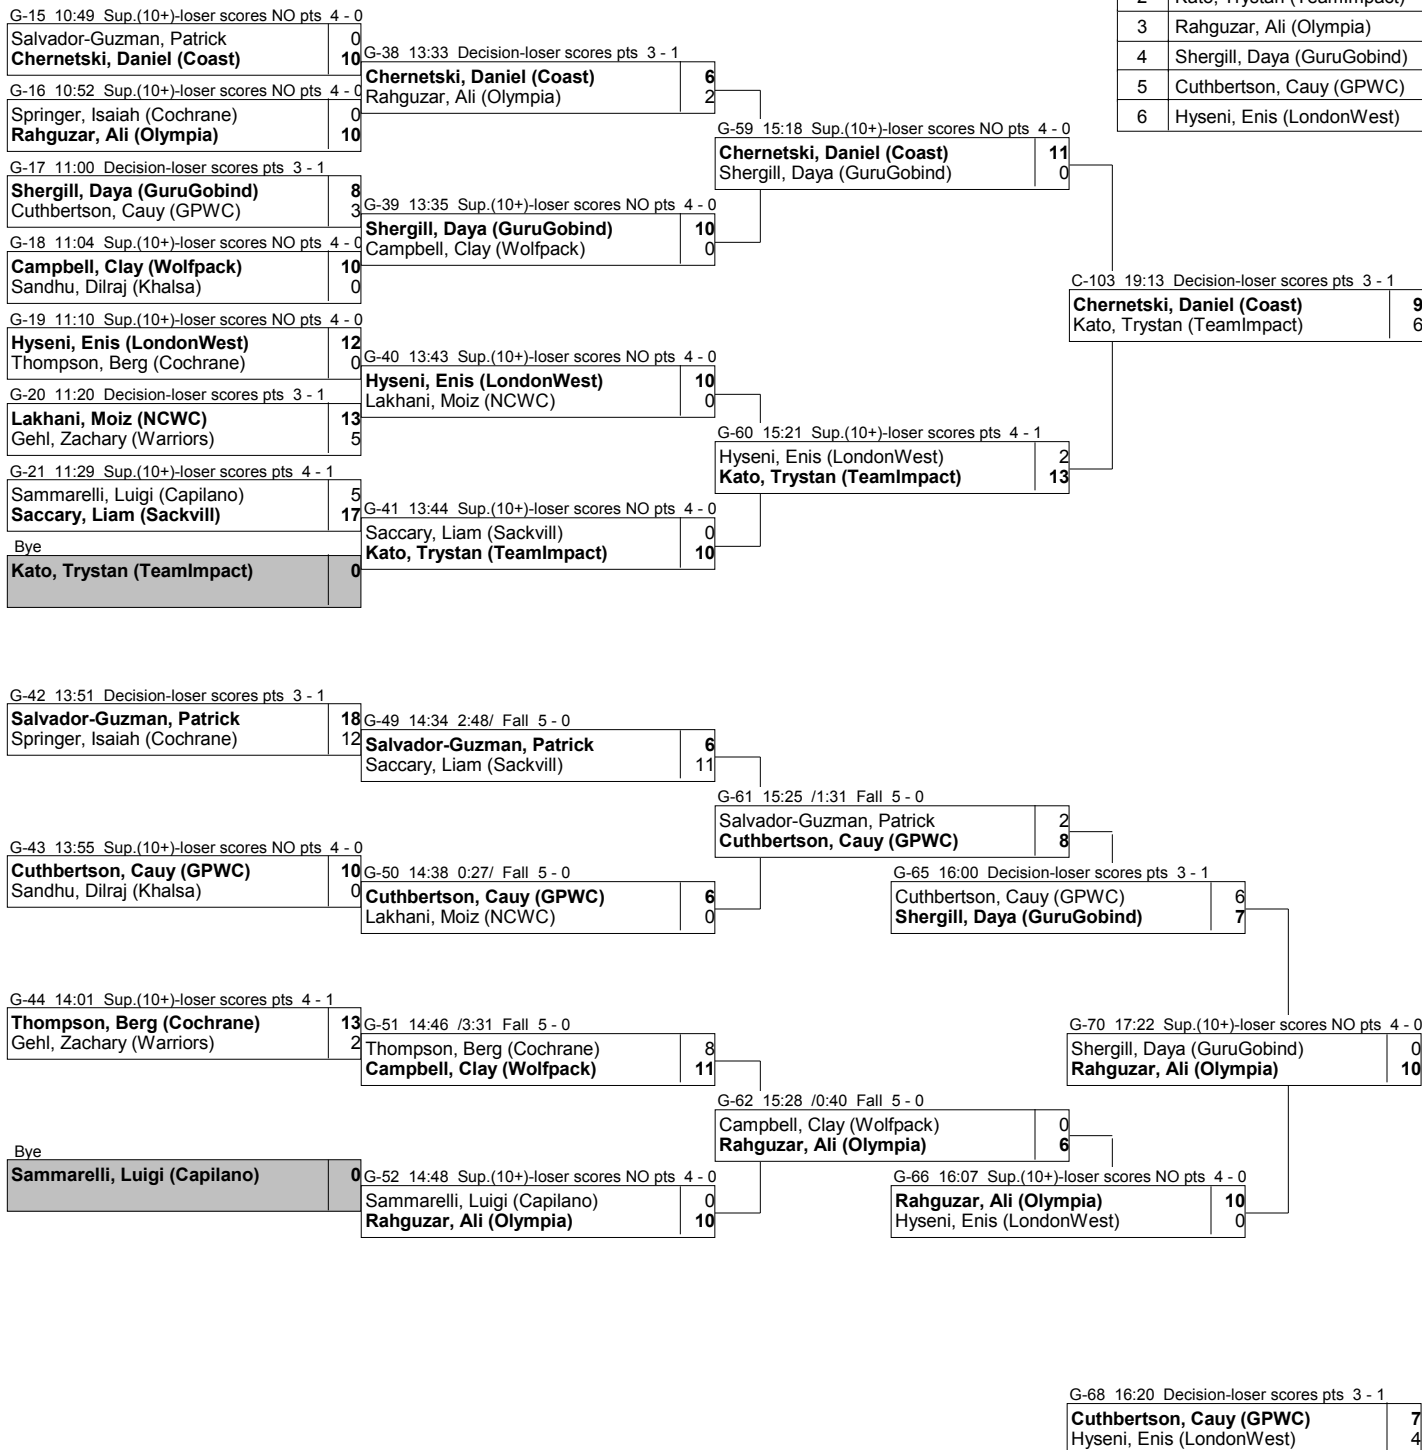 2 Kato, Trystan (TeamImpact)
3 Rahguzar, Ali (Olympia)
4 Shergill, Daya (GuruGobind)
5 Cuthbertson, Cauy (GPWC)
6 Hyseni, Enis (LondonWest)
G-15 10:49 Sup.(10+)-loser scores NO pts 4 - 0
Salvador-Guzman, Patrick 0
Chernetski, Daniel (Coast) 10
G-16 10:52 Sup.(10+)-loser scores NO pts 4 - 0
Springer, Isaiah (Cochrane) 0
Rahguzar, Ali (Olympia) 10
G-17 11:00 Decision-loser scores pts 3 - 1
Shergill, Daya (GuruGobind) 8
Cuthbertson, Cauy (GPWC) 3
G-18 11:04 Sup.(10+)-loser scores NO pts 4 - 0
Campbell, Clay (Wolfpack) 10
Sandhu, Dilraj (Khalsa) 0
G-19 11:10 Sup.(10+)-loser scores NO pts 4 - 0
Hyseni, Enis (LondonWest) 12
Thompson, Berg (Cochrane) 0
G-20 11:20 Decision-loser scores pts 3 - 1
Lakhani, Moiz (NCWC) 13
Gehl, Zachary (Warriors) 5
G-21 11:29 Sup.(10+)-loser scores pts 4 - 1
Sammarelli, Luigi (Capilano) 5
Saccary, Liam (Sackvill) 17
Bye
Kato, Trystan (TeamImpact) 0
G-38 13:33 Decision-loser scores pts 3 - 1
Chernetski, Daniel (Coast) 6
Rahguzar, Ali (Olympia) 2
G-39 13:35 Sup.(10+)-loser scores NO pts 4 - 0
Shergill, Daya (GuruGobind) 10
Campbell, Clay (Wolfpack) 0
G-40 13:43 Sup.(10+)-loser scores NO pts 4 - 0
Hyseni, Enis (LondonWest) 10
Lakhani, Moiz (NCWC) 0
G-41 13:44 Sup.(10+)-loser scores NO pts 4 - 0
Saccary, Liam (Sackvill) 0
Kato, Trystan (TeamImpact) 10
G-59 15:18 Sup.(10+)-loser scores NO pts 4 - 0
Chernetski, Daniel (Coast) 11
Shergill, Daya (GuruGobind) 0
G-60 15:21 Sup.(10+)-loser scores pts 4 - 1
Hyseni, Enis (LondonWest) 2
Kato, Trystan (TeamImpact) 13
C-103 19:13 Decision-loser scores pts 3 - 1
Chernetski, Daniel (Coast) 9
Kato, Trystan (TeamImpact) 6
G-42 13:51 Decision-loser scores pts 3 - 1
Salvador-Guzman, Patrick 18
Springer, Isaiah (Cochrane) 12
G-43 13:55 Sup.(10+)-loser scores NO pts 4 - 0
Cuthbertson, Cauy (GPWC) 10
Sandhu, Dilraj (Khalsa) 0
G-44 14:01 Sup.(10+)-loser scores pts 4 - 1
Thompson, Berg (Cochrane) 13
Gehl, Zachary (Warriors) 2
Bye
Sammarelli, Luigi (Capilano) 0
G-49 14:34 2:48/ Fall 5 - 0
Salvador-Guzman, Patrick 6
Saccary, Liam (Sackvill) 11
G-50 14:38 0:27/ Fall 5 - 0
Cuthbertson, Cauy (GPWC) 6
Lakhani, Moiz (NCWC) 0
G-51 14:46 /3:31 Fall 5 - 0
Thompson, Berg (Cochrane) 8
Campbell, Clay (Wolfpack) 11
G-52 14:48 Sup.(10+)-loser scores NO pts 4 - 0
Sammarelli, Luigi (Capilano) 0
Rahguzar, Ali (Olympia) 10
G-61 15:25 /1:31 Fall 5 - 0
Salvador-Guzman, Patrick 2
Cuthbertson, Cauy (GPWC) 8
G-62 15:28 /0:40 Fall 5 - 0
Campbell, Clay (Wolfpack) 0
Rahguzar, Ali (Olympia) 6
G-65 16:00 Decision-loser scores pts 3 - 1
Cuthbertson, Cauy (GPWC) 6
Shergill, Daya (GuruGobind) 7
G-66 16:07 Sup.(10+)-loser scores NO pts 4 - 0
Rahguzar, Ali (Olympia) 10
Hyseni, Enis (LondonWest) 0
G-70 17:22 Sup.(10+)-loser scores NO pts 4 - 0
Shergill, Daya (GuruGobind) 0
Rahguzar, Ali (Olympia) 10
G-68 16:20 Decision-loser scores pts 3 - 1
Cuthbertson, Cauy (GPWC) 7
Hyseni, Enis (LondonWest) 4